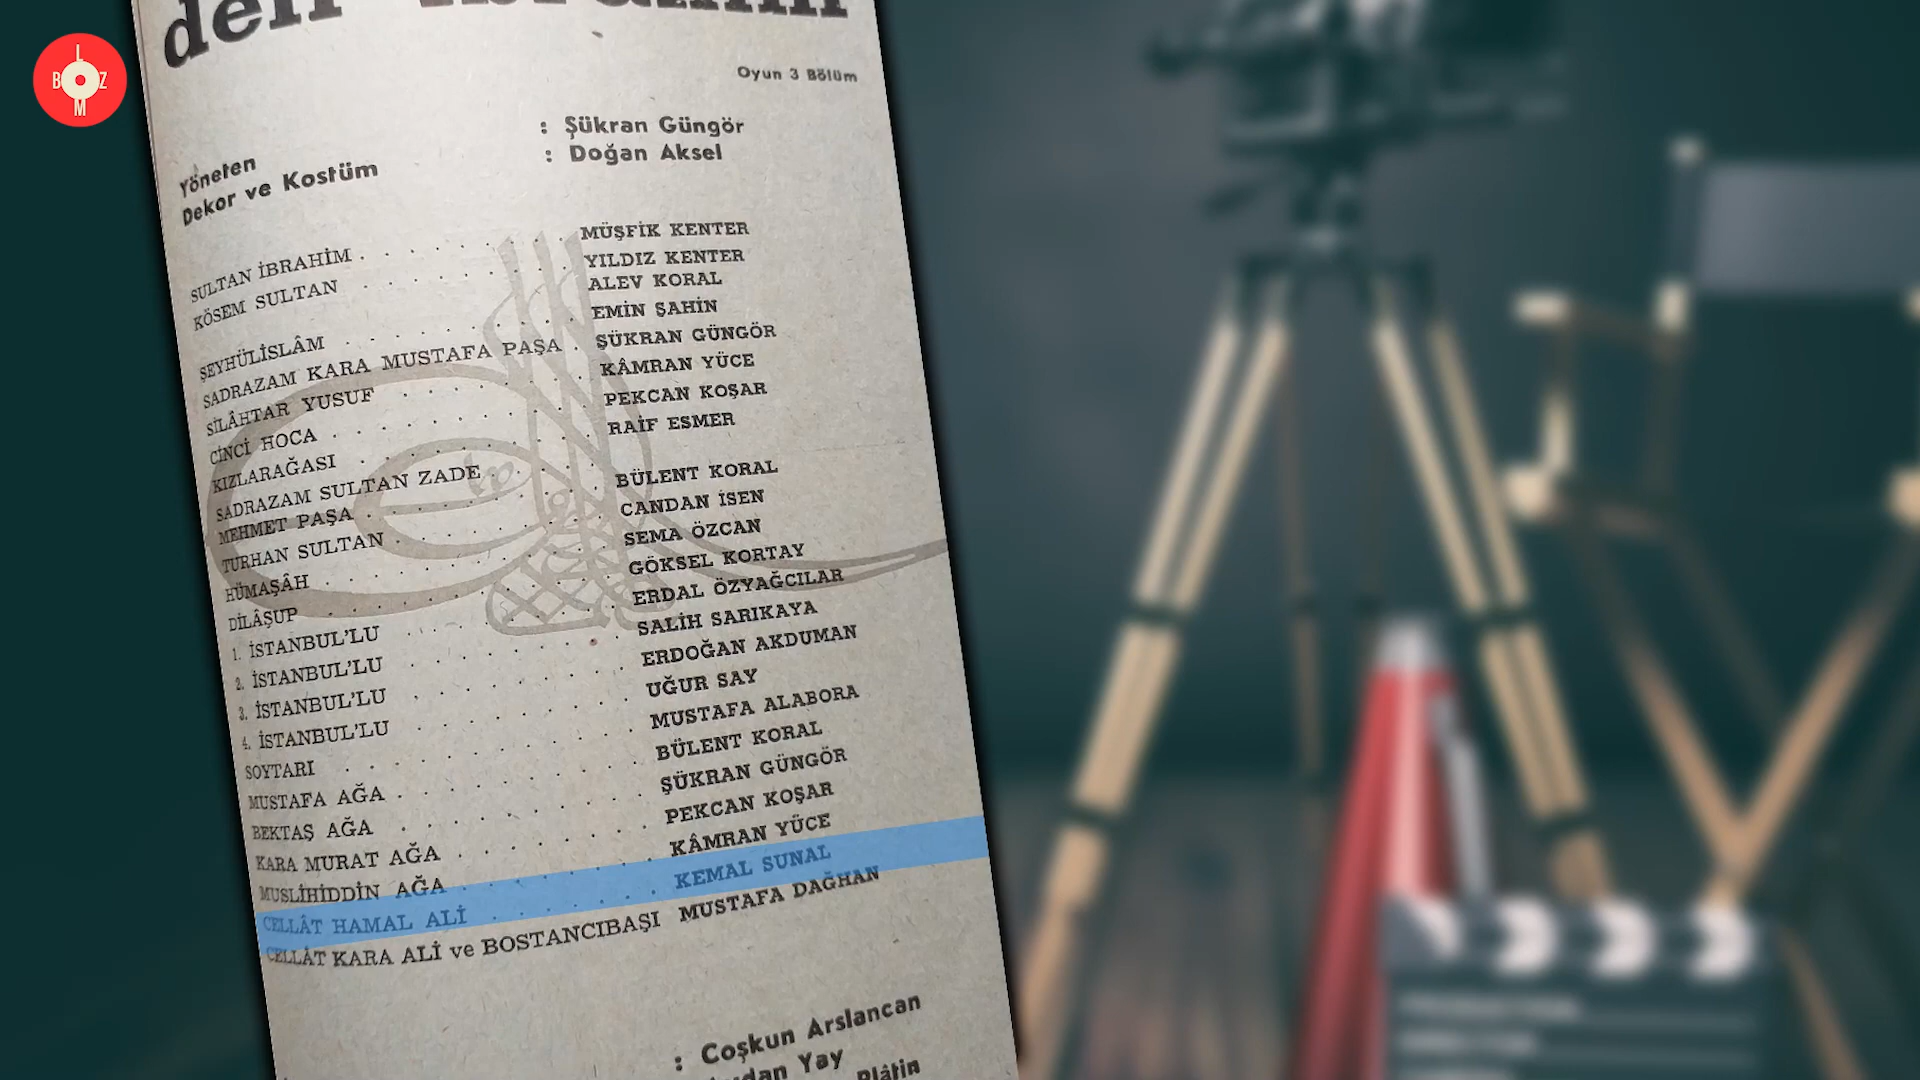 BLZM
deli İbrahim
Oyun 3 Bölüm
Yöneten : Şükran Güngör
Dekor ve Kostüm : Doğan Aksel
SULTAN İBRAHİM . . . . . . . . MÜŞFİK KENTER
KÖSEM SULTAN . . . . . . . . YILDIZ KENTER
ALEV KORAL
ŞEYHÜLİSLÂM . . . . . . . . EMİN ŞAHİN
SADRAZAM KARA MUSTAFA PAŞA . ŞÜKRAN GÜNGÖR
SİLÂHTAR YUSUF . . . . . . . KÂMRAN YÜCE
CİNCİ HOCA . . . . . . . . . PEKCAN KOŞAR
KIZLARAĞASI . . . . . . . . . RAİF ESMER
SADRAZAM SULTAN ZADE
MEHMET PAŞA . . . . . . . . BÜLENT KORAL
TURHAN SULTAN . . . . . . . CANDAN İSEN
HÜMAŞÂH . . . . . . . . . . SEMA ÖZCAN
DİLÂŞUP . . . . . . . . . . GÖKSEL KORTAY
1. İSTANBUL'LU . . . . . . . . ERDAL ÖZYAĞCILAR
2. İSTANBUL'LU . . . . . . . . SALİH SARIKAYA
3. İSTANBUL'LU . . . . . . . . ERDOĞAN AKDUMAN
4. İSTANBUL'LU . . . . . . . . UĞUR SAY
SOYTARI . . . . . . . . . . MUSTAFA ALABORA
MUSTAFA AĞA . . . . . . . . BÜLENT KORAL
BEKTAŞ AĞA . . . . . . . . . ŞÜKRAN GÜNGÖR
KARA MURAT AĞA . . . . . . . PEKCAN KOŞAR
MUSLİHİDDİN AĞA . . . . . . . KÂMRAN YÜCE
CELLÂT HAMAL ALİ . . . . . . KEMAL SUNAL
CELLÂT KARA ALİ ve BOSTANCIBAŞI MUSTAFA DAĞHAN
: Coşkun Arslancan
Yay
Plâtin